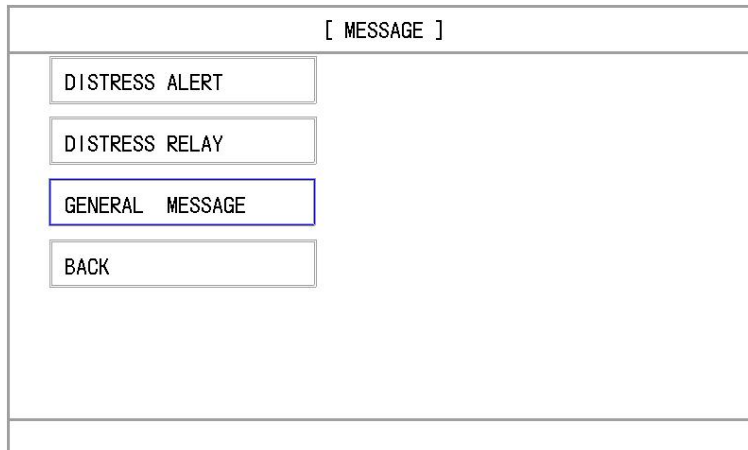 [ MESSAGE ]
DISTRESS ALERT
DISTRESS RELAY
GENERAL  MESSAGE
BACK